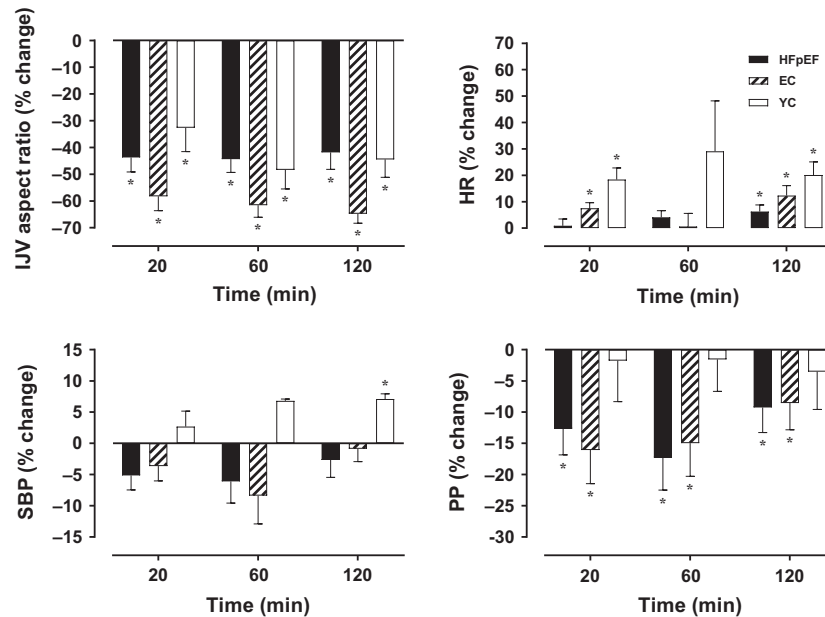 IJV aspect ratio (% change)
0
–10
–20
–30
–40
–50
–60
–70
* * * * * * * * *
20 60 120
Time (min)
HR (% change)
70
60
50
40
30
20
10
0
HFpEF
EC
YC
* * * * *
20 60 120
Time (min)
SBP (% change)
15
10
5
0
–5
–10
–15
*
20 60 120
Time (min)
PP (% change)
0
–5
–10
–15
–20
–25
-30
* * * * * *
20 60 120
Time (min)